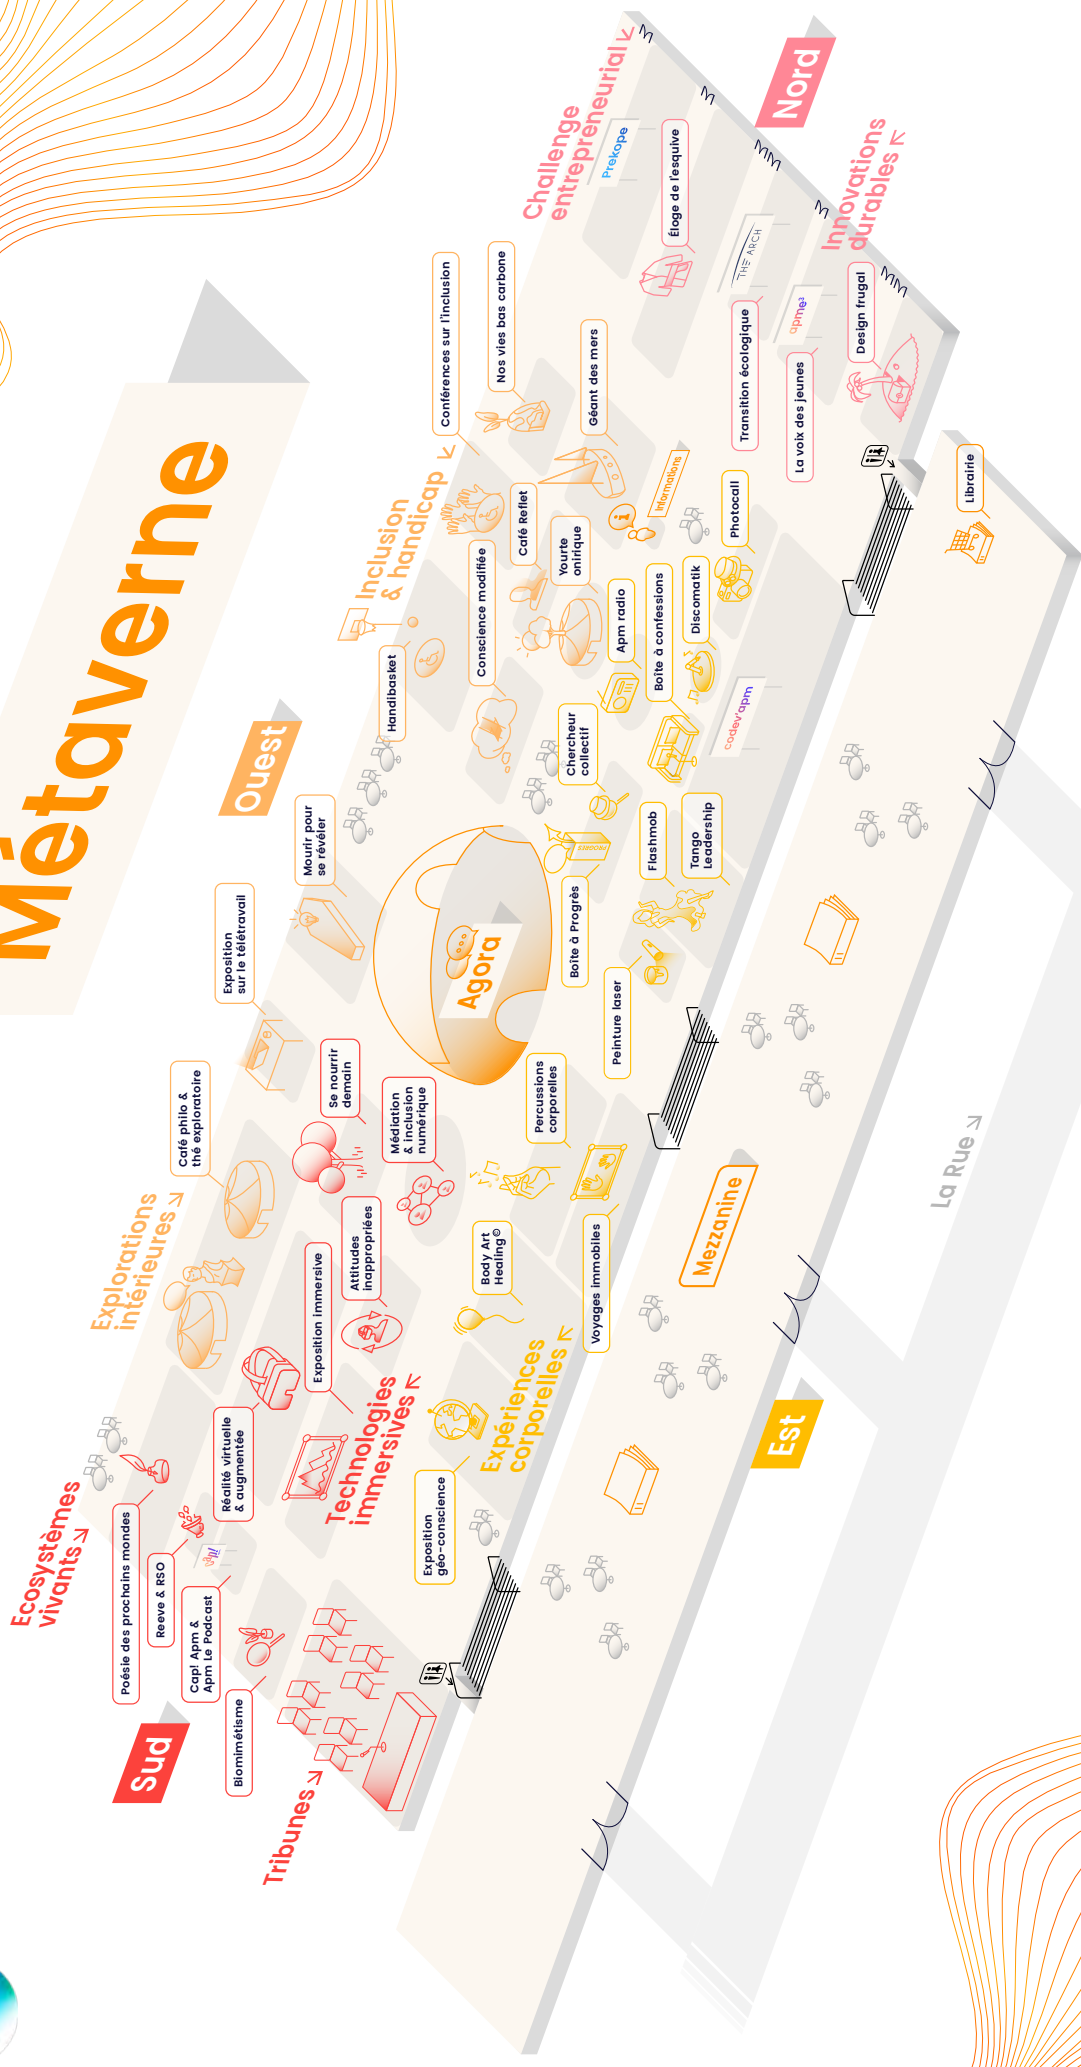 Métaverne
Ouest
Nord
Sud
Est
Ecosystèmes
vivants
Poésie des prochains mondes
Reeve & RSO
Cap! Apm &
Apm Le Podcast
Biomimétisme
Tribunes
Explorations
intérieures
Café philo &
thé exploratoire
Exposition
sur le télétravail
Mourir pour
se révéler
Réalité virtuelle
& augmentée
Exposition immersive
Attitudes
inappropriées
Se nourrir
demain
Médiation
& inclusion
numérique
Technologies
immersives
Agora
Inclusion
& handicap
Handibasket
Conférences sur l'inclusion
Nos vies bas carbone
Conscience modifiée
Café Reflet
Yourte
onirique
Géant des mers
Informations
Challenge
entrepreneurial
Prekope
Éloge de l'esquive
THE ARCH
Transition écologique
apme³
La voix des jeunes
Innovations
durables
Design frugal
Apm radio
Boîte à confessions
Discomatik
Photocall
codev'apm
Chercheur
collectif
PROGRES
Boîte à Progrès
Flashmob
Tango
Leadership
Peinture laser
Percussions
corporelles
Body Art
Healing©
Voyages immobiles
Expériences
corporelles
Exposition
géo-conscience
Librairie
Mezzanine
La Rue